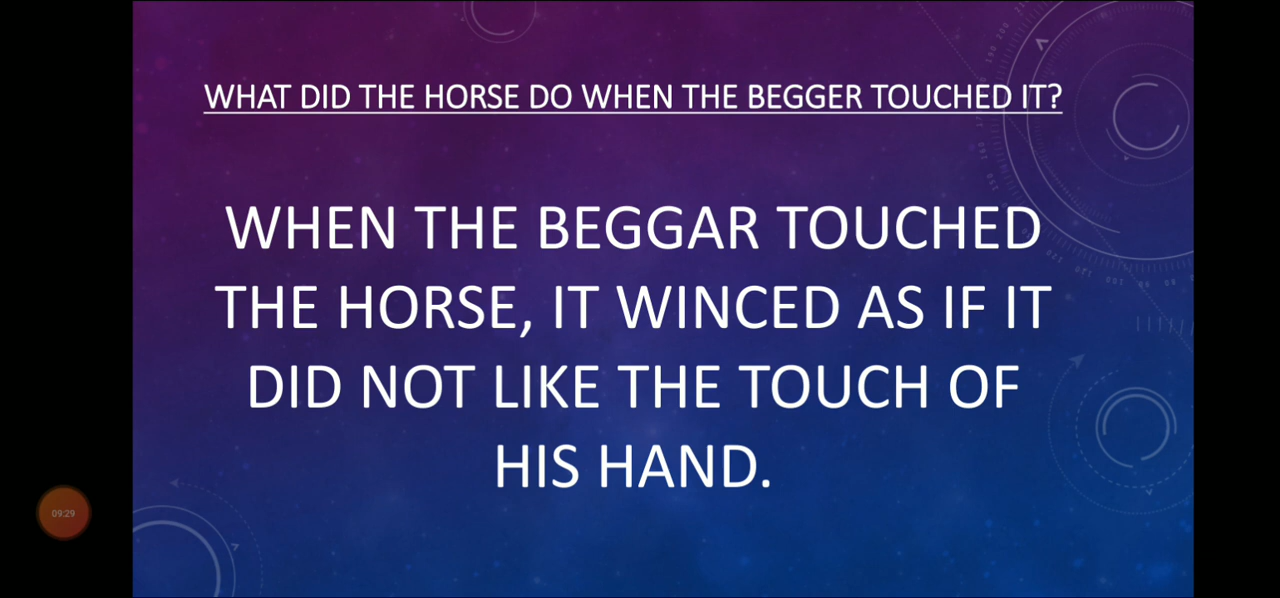 WHAT DID THE HORSE DO WHEN THE BEGGER TOUCHED IT?
WHEN THE BEGGAR TOUCHED
THE HORSE, IT WINCED AS IF IT
DID NOT LIKE THE TOUCH OF
HIS HAND.
09:29